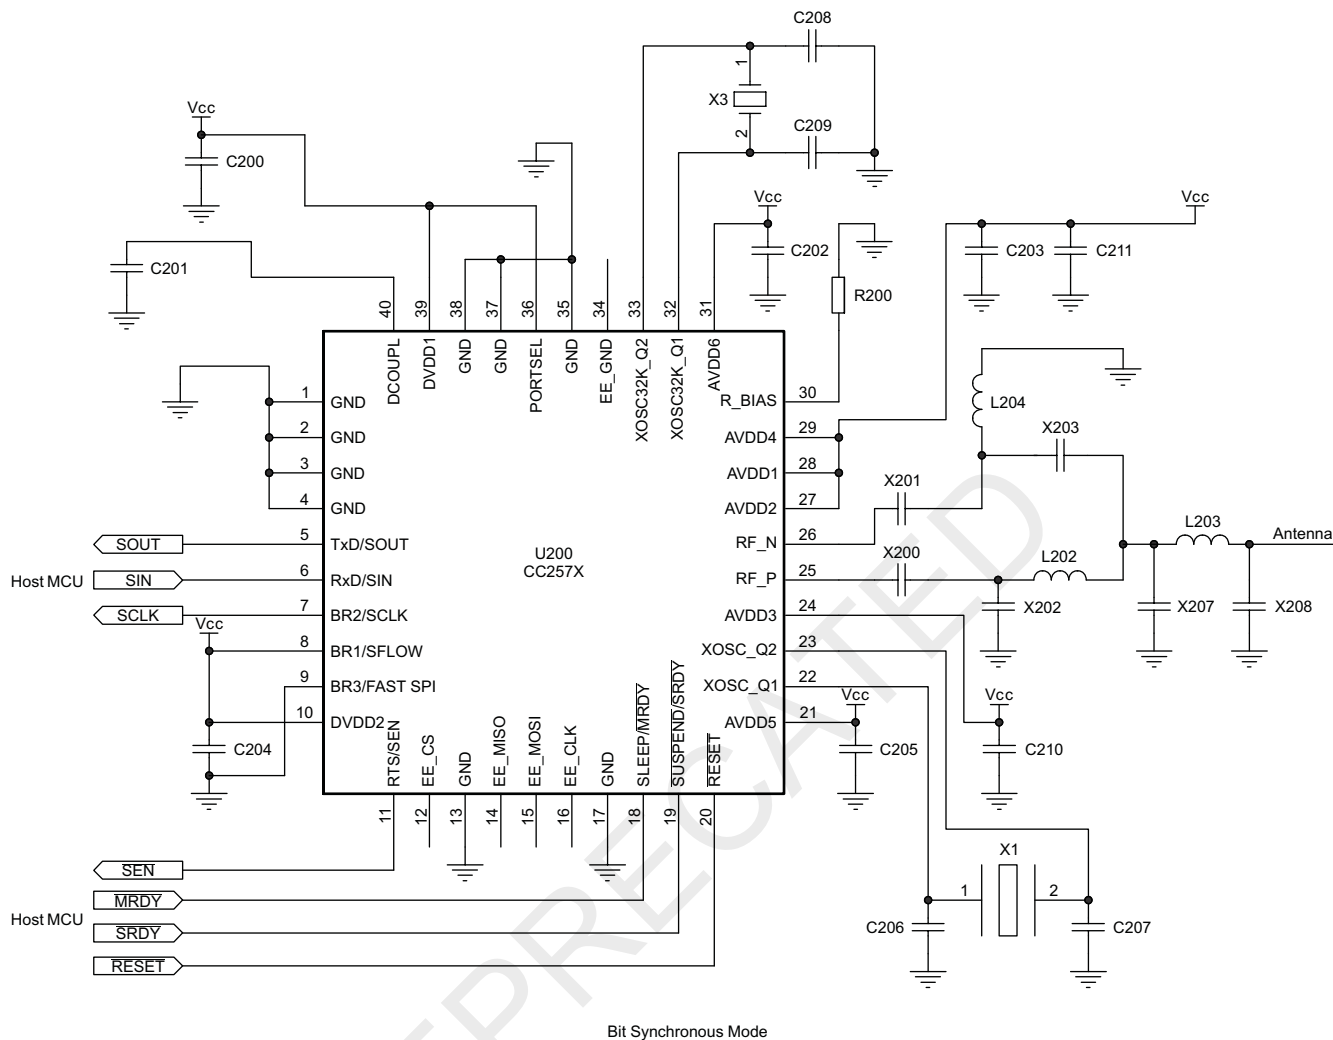 C208
1
X3
2
C209
Vcc
C200
Vcc
C202
R200
Vcc
C203
C211
C201
40
39
38
37
36
35
34
33
32
31
DCOUPL
DVDD1
GND
GND
PORTSEL
GND
EE_GND
XOSC32K_Q2
XOSC32K_Q1
AVDD6
1 GND
2 GND
3 GND
4 GND
SOUT 5 TxD/SOUT
Host MCU SIN 6 RxD/SIN
SCLK 7 BR2/SCLK
Vcc
8 BR1/SFLOW
9 BR3/FAST SPI
10 DVDD2
C204
U200
CC257X
R_BIAS 30
AVDD4 29
AVDD1 28
AVDD2 27
RF_N 26
RF_P 25
AVDD3 24
XOSC_Q2 23
XOSC_Q1 22
AVDD5 21
L204
X203
X201
X200
L202
L203
Antenna
X202
X207
X208
Vcc
C205
Vcc
C210
RTS/SEN
EE_CS
GND
EE_MISO
EE_MOSI
EE_CLK
GND
SLEEP/MRDY
SUSPEND/SRDY
RESET
11
12
13
14
15
16
17
18
19
20
X1
1
2
C206
C207
SEN
MRDY
Host MCU
SRDY
RESET
Bit Synchronous Mode
EPRECATED